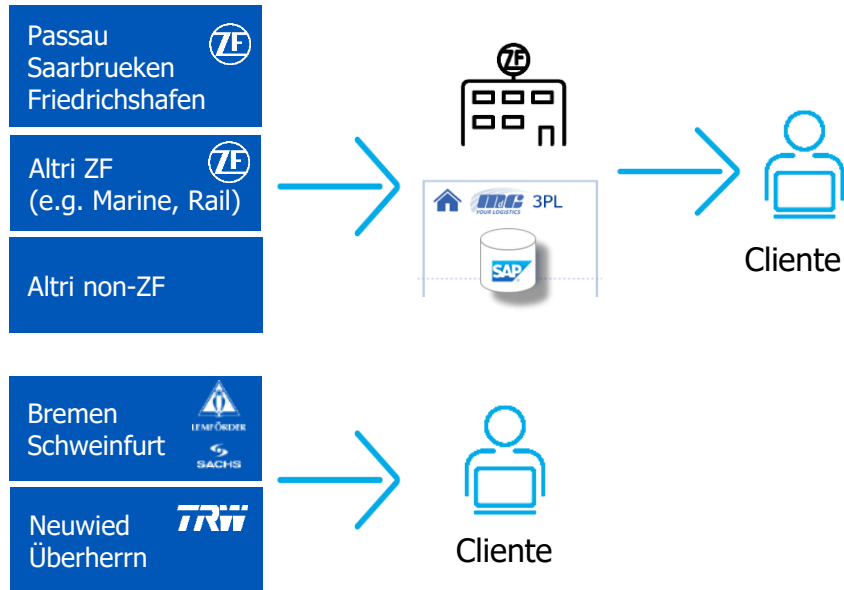 Passau
Saarbrueken
Friedrichshafen
ZF
Altri ZF
(e.g. Marine, Rail)
ZF
Altri non-ZF
ZF
MdC
YOUR LOGISTICS
3PL
SAP
Cliente
Bremen
Schweinfurt
LEMFÖRDER
SACHS
Neuwied
Überherrn
TRW
Cliente